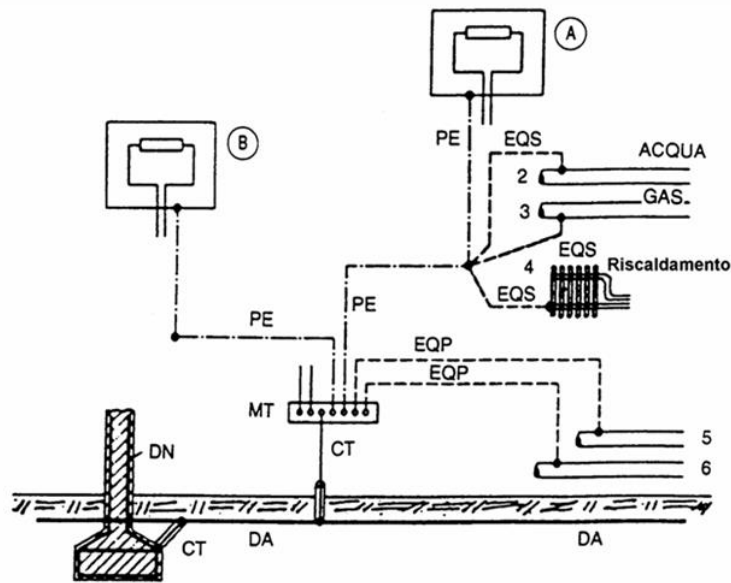 A
B
PE
EQS
ACQUA
2
3
GAS
4
EQS
Riscaldamento
EQS
PE
PE
EQP
EQP
MT
CT
5
6
DN
CT
DA
DA